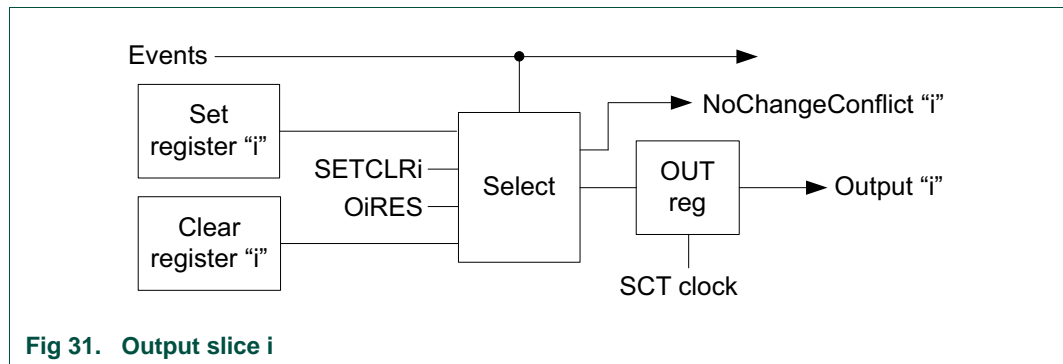 Events
Set
register “i”
NoChangeConflict “i”
SETCLRi
Select
OUT
reg
Output “i”
OiRES
Clear
register “i”
SCT clock
Fig 31. Output slice i